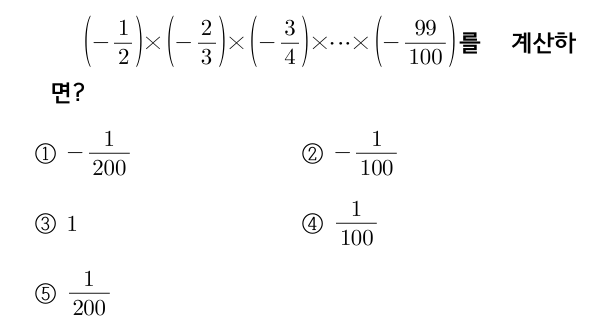 (-1/2)×(-2/3)×(-3/4)×···×(-99/100)를 계산하
면?
① -1/200 ② -1/100
③ 1 ④ 1/100
⑤ 1/200